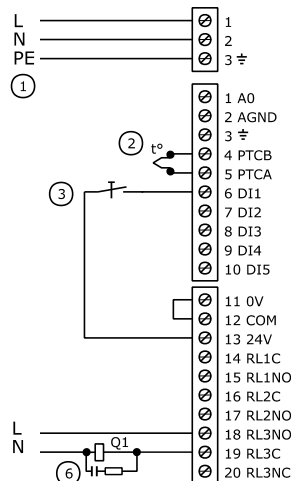 L 1
N 2
PE 3 ⏚
1
1 A0
2 AGND
3 ⏚
2 t° 4 PTCB
5 PTCA
3 6 DI1
7 DI2
8 DI3
9 DI4
10 DI5
11 0V
12 COM
13 24V
14 RL1C
15 RL1NO
16 RL2C
17 RL2NO
L 18 RL3NO
N Q1 19 RL3C
6 20 RL3NC